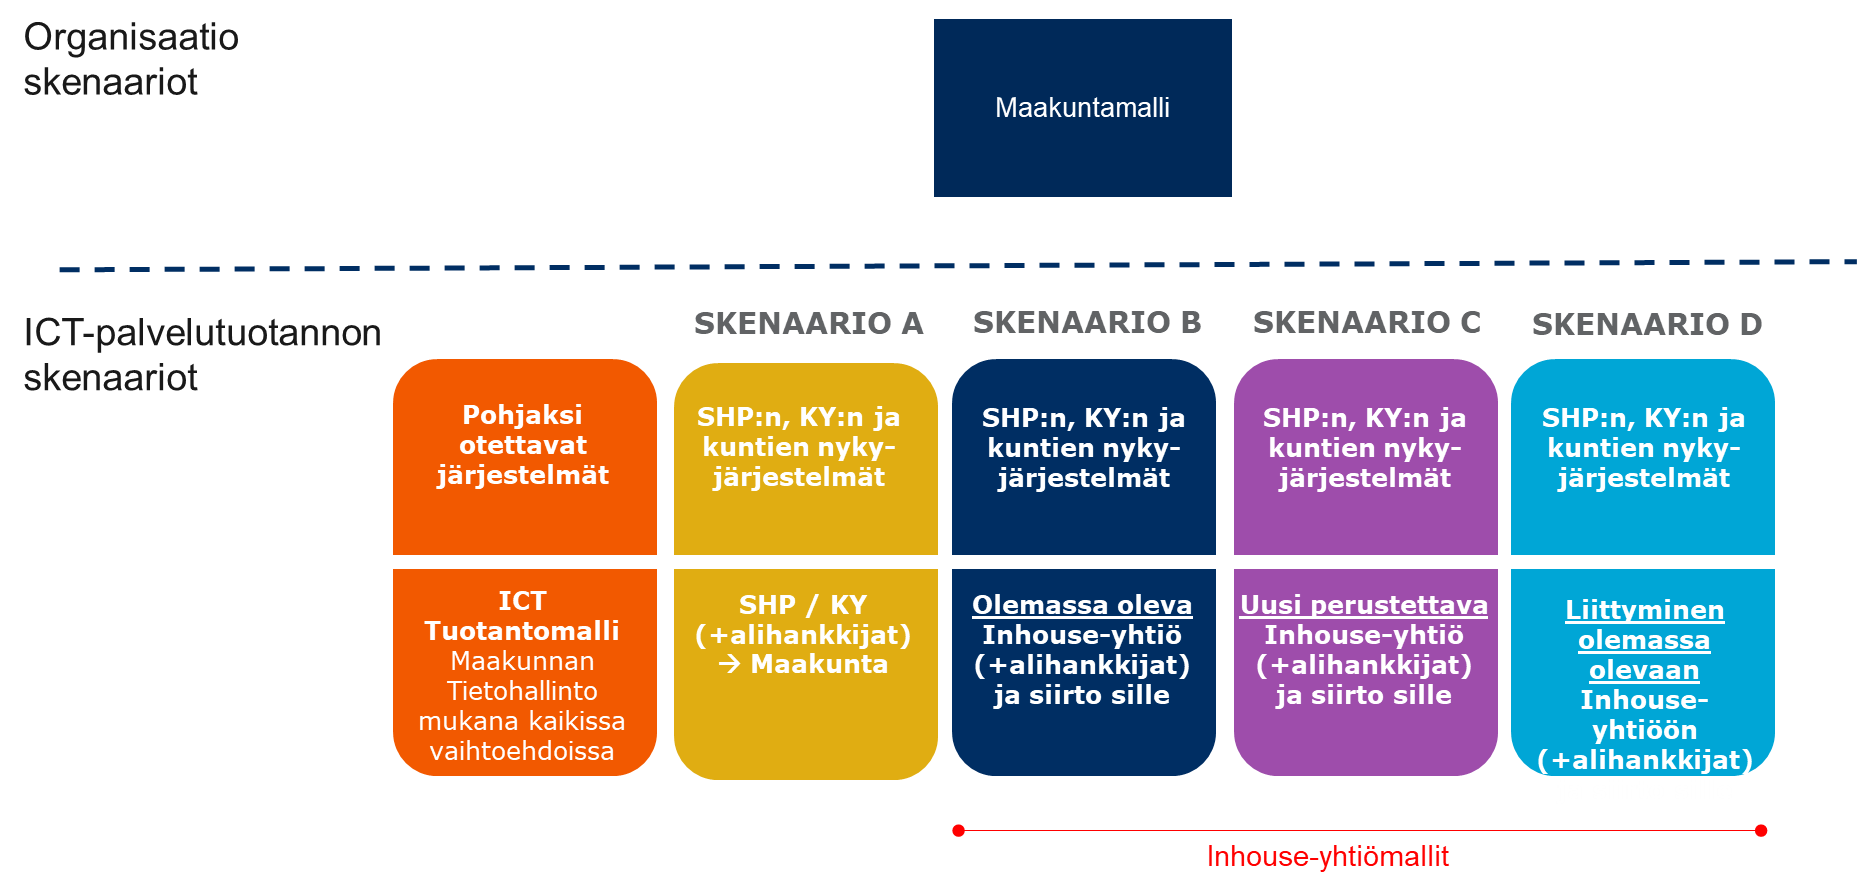 Organisaatio
skenaariot
Maakuntamalli
ICT-palvelutuotannon
skenaariot
SKENAARIO A
SKENAARIO B
SKENAARIO C
SKENAARIO D
Pohjaksi
otettavat
järjestelmät
SHP:n, KY:n ja
kuntien nyky-
järjestelmät
SHP:n, KY:n ja
kuntien nyky-
järjestelmät
SHP:n, KY:n ja
kuntien nyky-
järjestelmät
SHP:n, KY:n ja
kuntien nyky-
järjestelmät
ICT
Tuotantomalli
Maakunnan
Tietohallinto
mukana kaikissa
vaihtoehdoissa
SHP / KY
(+alihankkijat)
→ Maakunta
Olemassa oleva
Inhouse-yhtiö
(+alihankkijat)
ja siirto sille
Uusi perustettava
Inhouse-yhtiö
(+alihankkijat)
ja siirto sille
Liittyminen
olemassa
olevaan
Inhouse-
yhtiöön
(+alihankkijat)
Inhouse-yhtiömallit